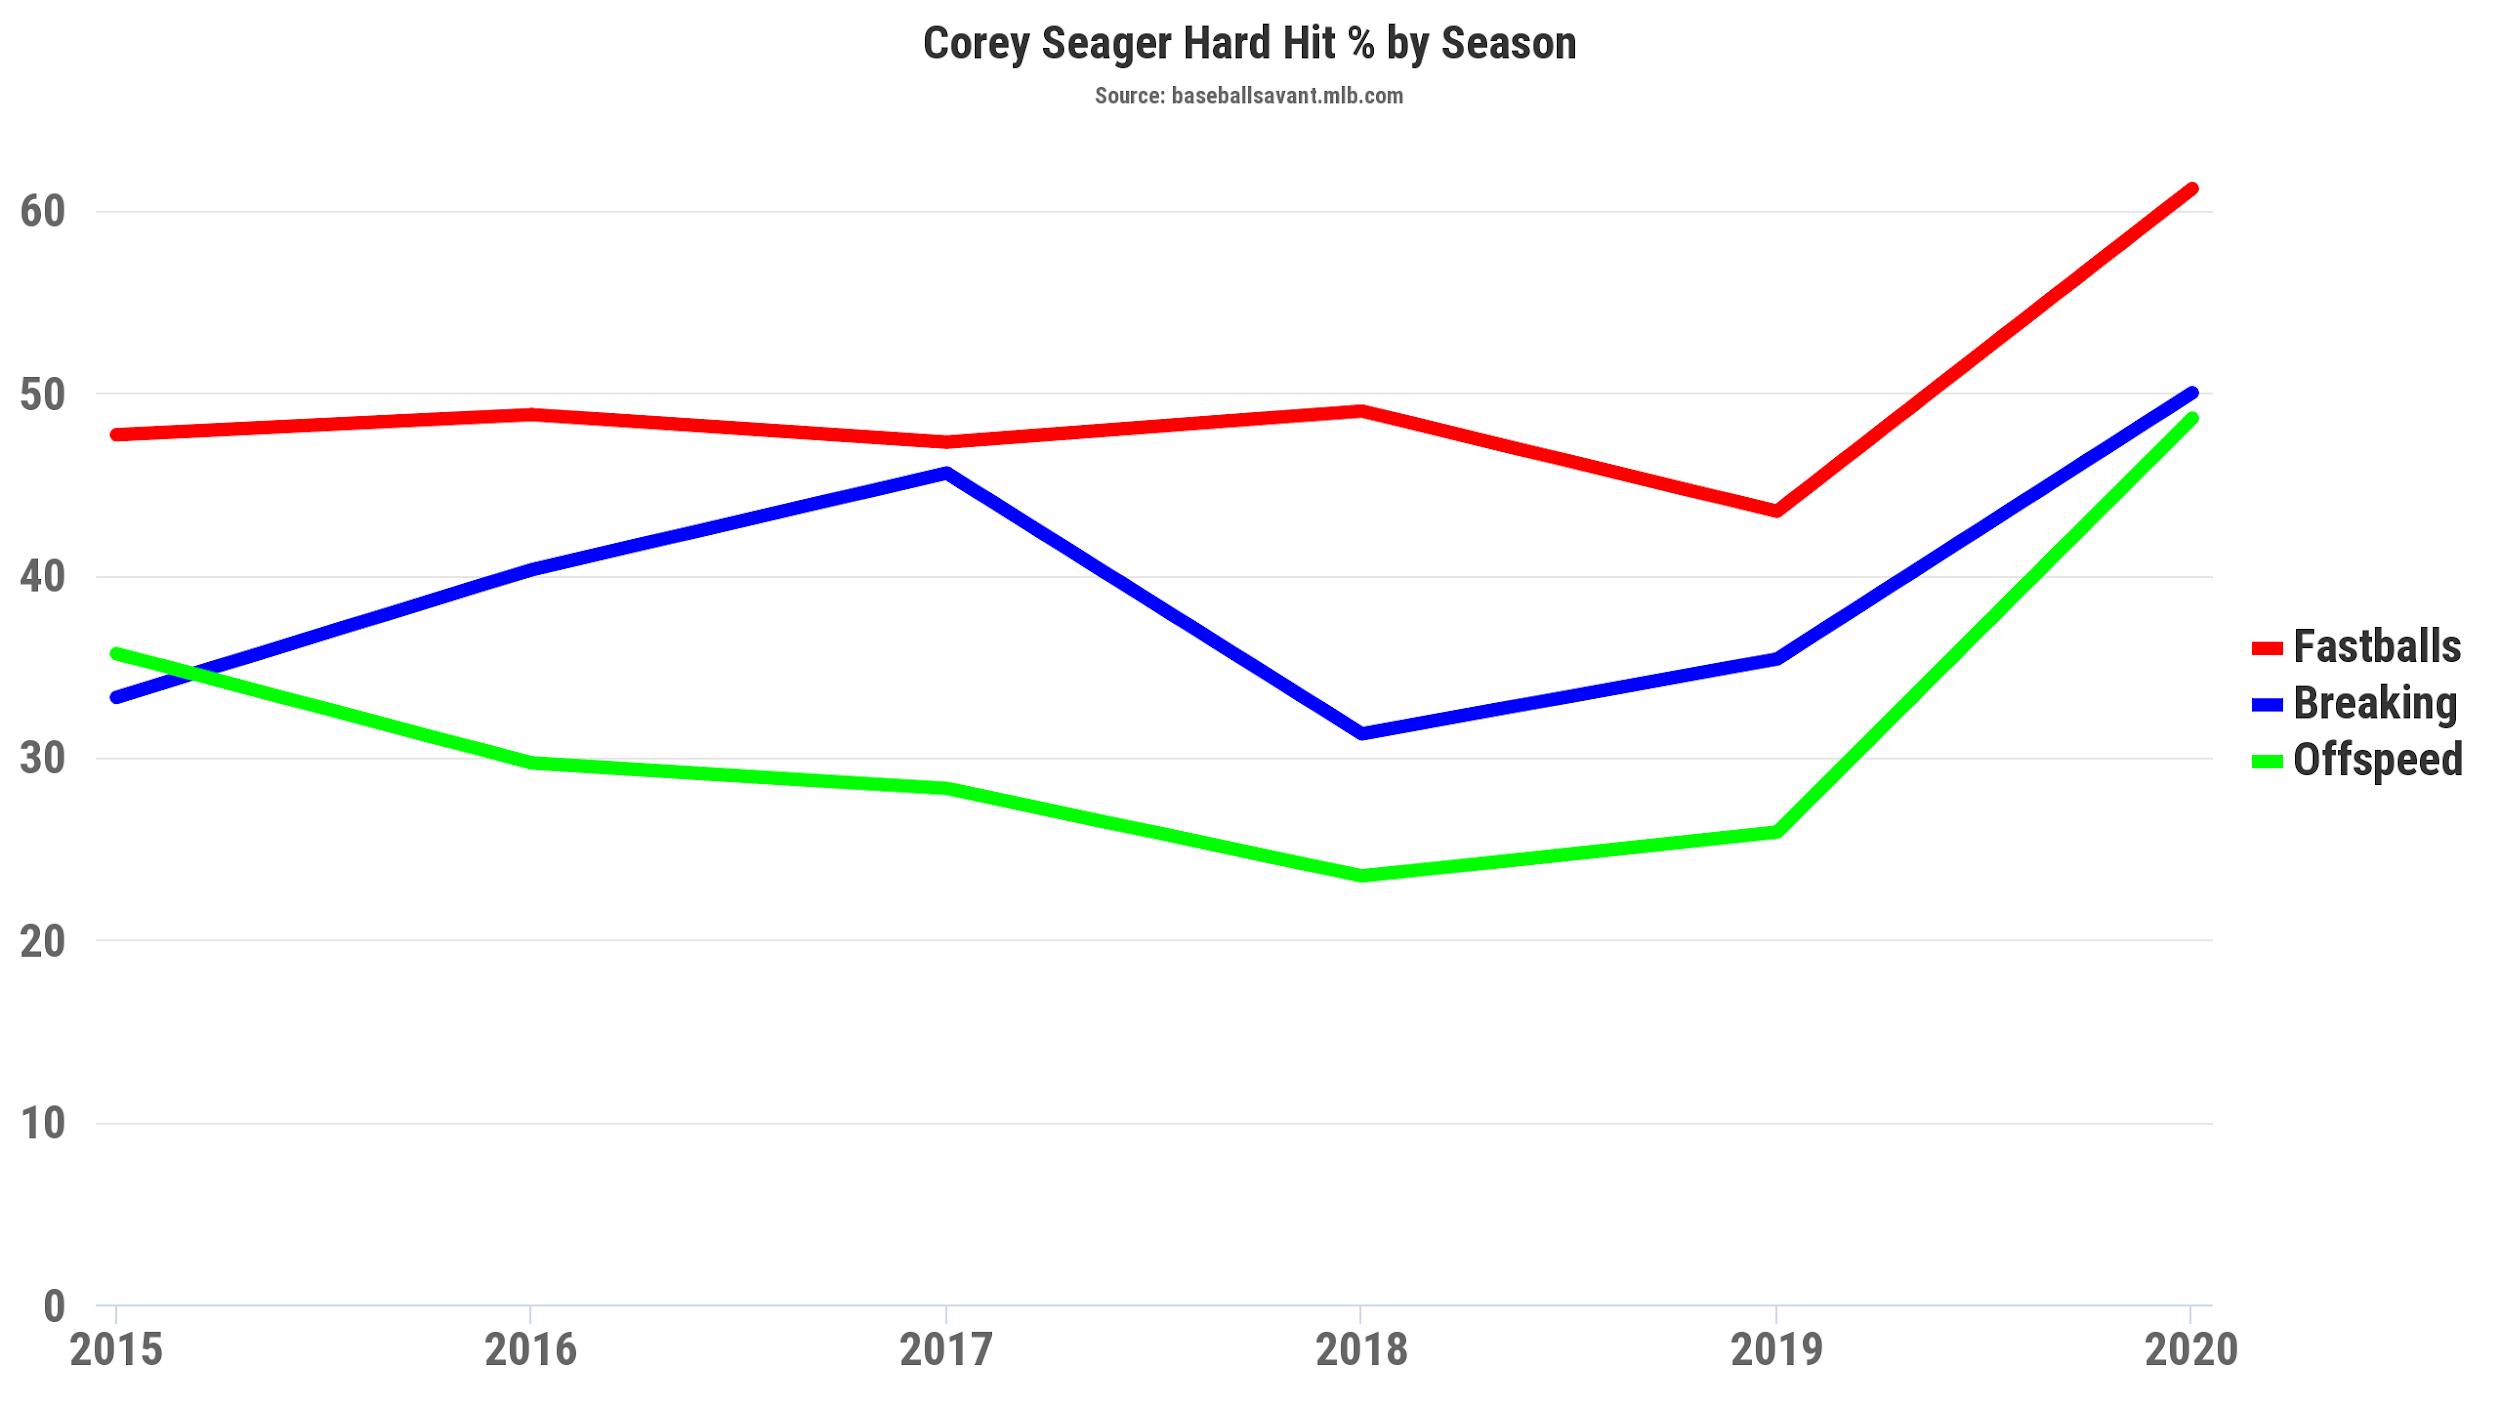 Corey Seager Hard Hit % by Season
Source: baseballsavant.mlb.com
60
50
40
30
20
10
0
2015 2016 2017 2018 2019 2020
Fastballs
Breaking
Offspeed